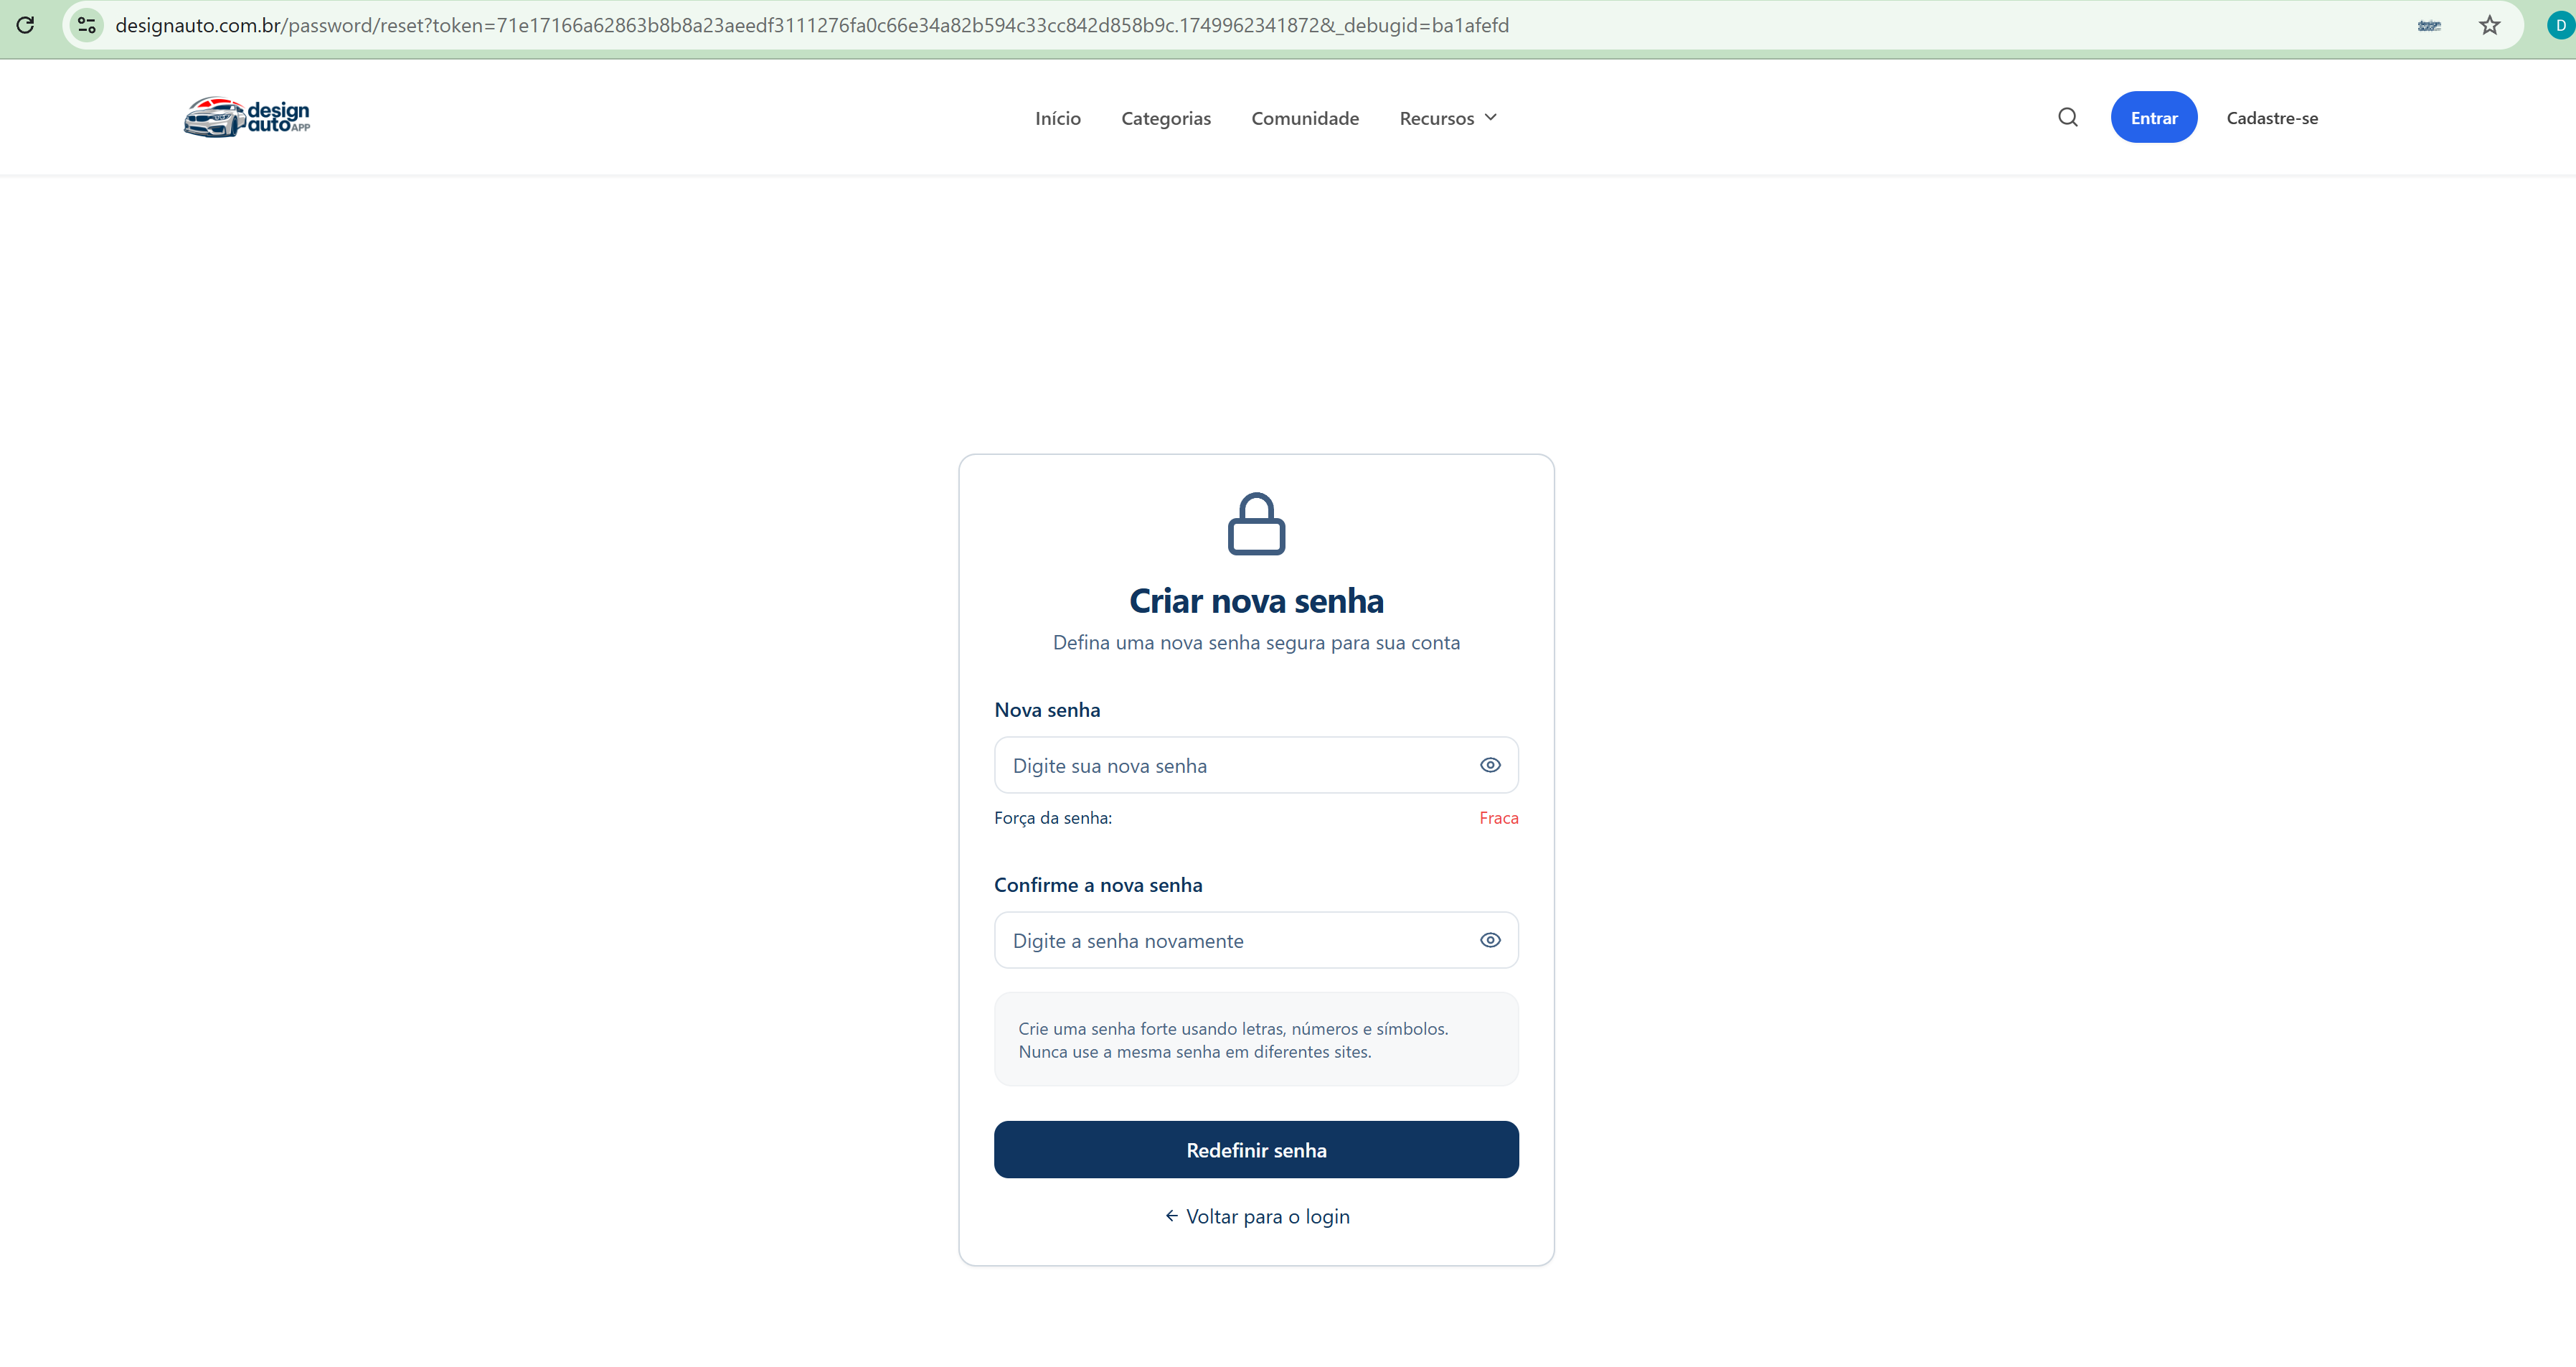 designauto.com.br/password/reset?token=71e17166a62863b8b8a23aeedf3111276fa0c66e34a82b594c33cc842d858b9c.1749962341872&_debugid=ba1afefd
D
design
auto APP
Início
Categorias
Comunidade
Recursos
Entrar
Cadastre-se
Criar nova senha
Defina uma nova senha segura para sua conta
Nova senha
Digite sua nova senha
Força da senha:
Fraca
Confirme a nova senha
Digite a senha novamente
Crie uma senha forte usando letras, números e símbolos.
Nunca use a mesma senha em diferentes sites.
Redefinir senha
← Voltar para o login